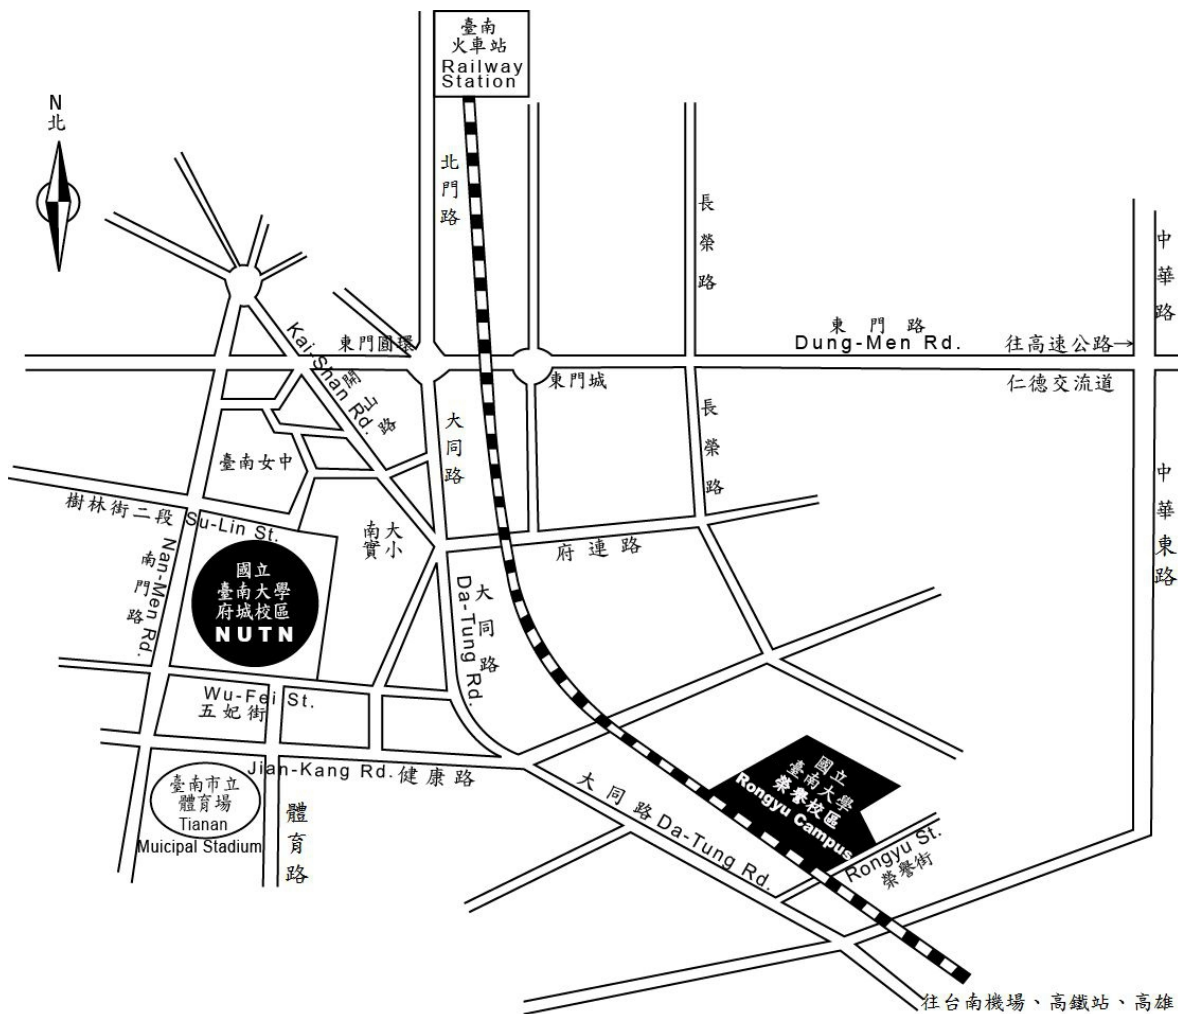 臺南
火車站
Railway
Station
N
北
北門路
長榮路
中華路
東門路
Dung-Men Rd.
往高速公路→
仁德交流道
東門圓環
東門城
Kai-Shan Rd.
開山路
大同路
長榮路
中華東路
臺南女中
樹林街二段
Su-Lin St.
南大
實小
府連路
南門路
Nan-Men Rd.
國立
臺南大學
府城校區
NUTN
大同路
Da-Tung Rd.
Wu-Fei St.
五妃街
Jian-Kang Rd. 健康路
臺南市立
體育場
Tianan
Muicipal Stadium
體育路
大同路 Da-Tung Rd.
國立
臺南大學
榮譽校區
Rongyu Campus
Rongyu St.
榮譽街
往台南機場、高鐵站、高雄